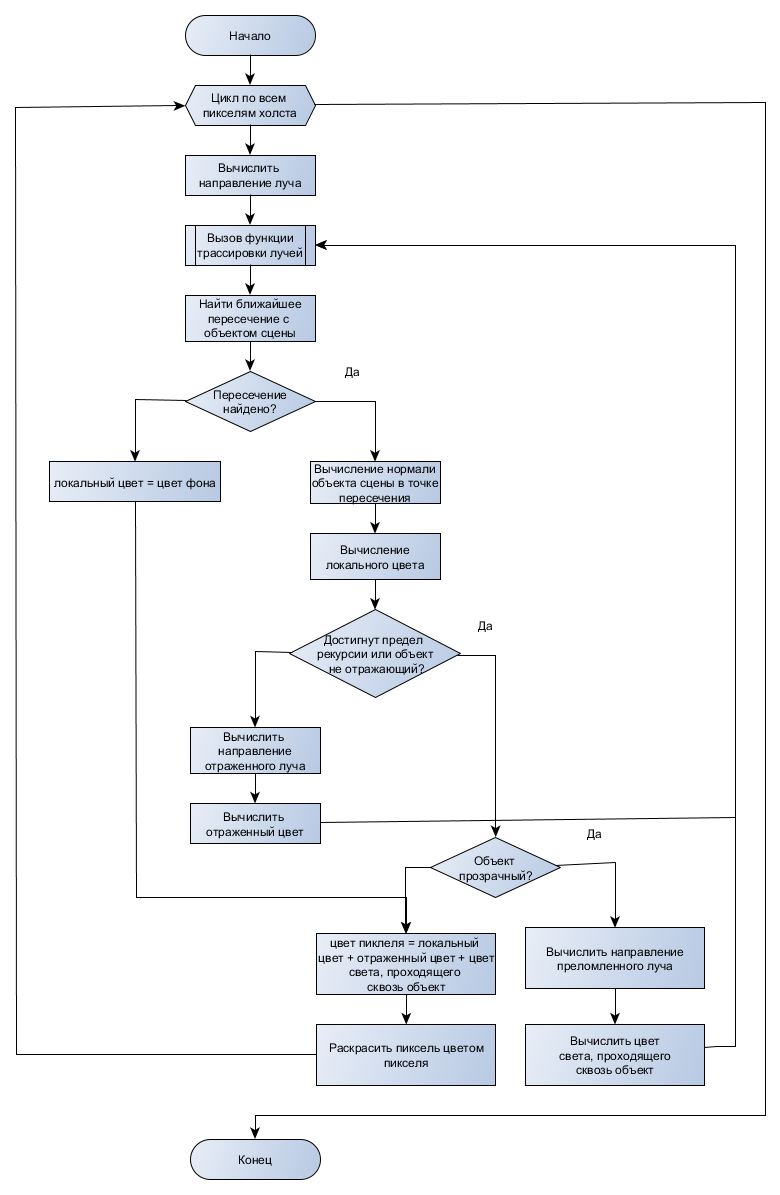 Начало
Цикл по всем
пикселям холста
Вычислить
направление луча
Вызов функции
трассировки лучей
Найти ближайшее
пересечение с
объектом сцены
Да
Пересечение
найдено?
локальный цвет = цвет фона
Вычисление нормали
объекта сцены в точке
пересечения
Вычисление
локального цвета
Да
Достигнут предел
рекурсии или объект
не отражающий?
Вычислить
направление
отраженного луча
Вычислить
отраженный цвет
Да
Объект
прозрачный?
цвет пиклеля = локальный
цвет + отраженный цвет + цвет
света, проходящего
сквозь объект
Вычислить направление
преломленного луча
Раскрасить пиксель цветом
пикселя
Вычислить цвет
света, проходящего
сквозь объект
Конец